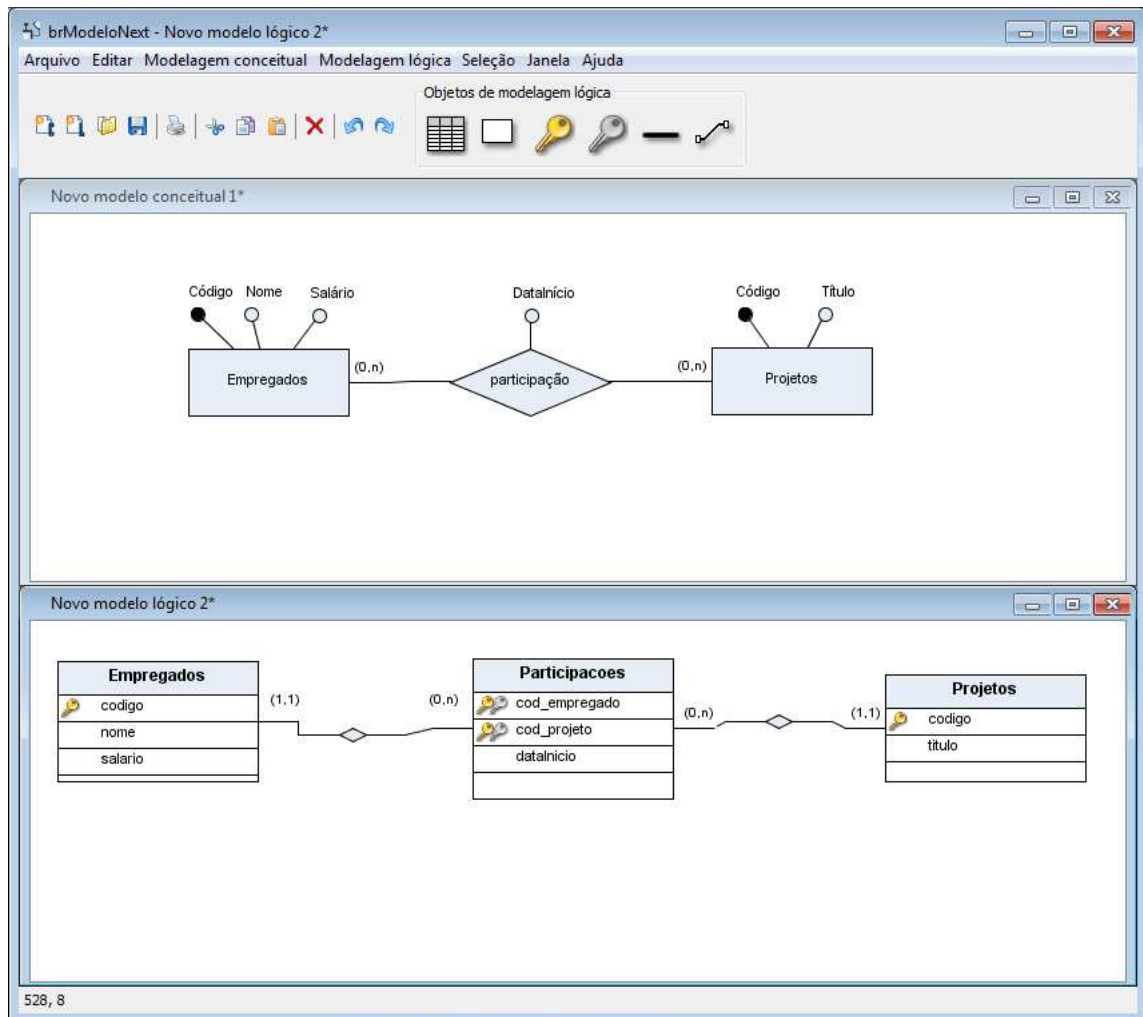 brModeloNext - Novo modelo lógico 2*
Arquivo Editar Modelagem conceitual Modelagem lógica Seleção Janela Ajuda
Objetos de modelagem lógica
Novo modelo conceitual 1*
Código Nome Salário
DataInício
Código Título
Empregados
(0,n)
participação
(0,n)
Projetos
Novo modelo lógico 2*
Empregados
codigo
nome
salario
(1,1)
(0,n)
Participacoes
cod_empregado
cod_projeto
dataInicio
(0,n)
(1,1)
Projetos
codigo
titulo
528, 8